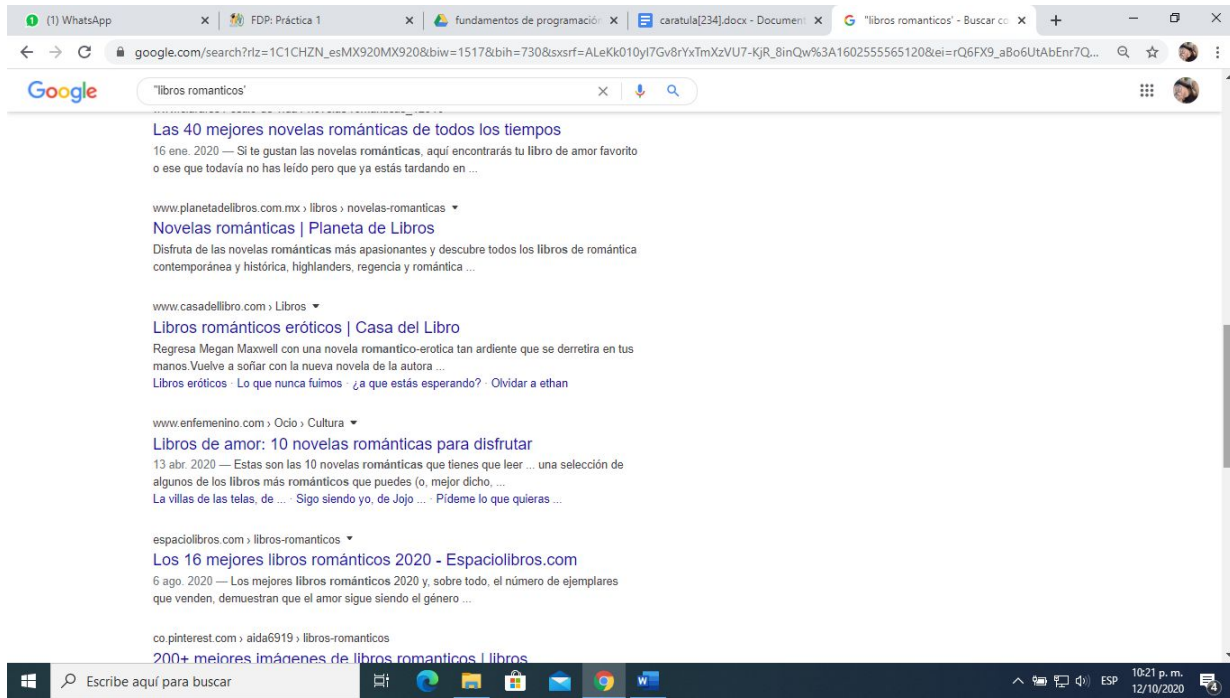 (1) WhatsApp
FDP: Práctica 1
fundamentos de programación
caratula[234].docx - Document
"libros romanticos' - Buscar co
google.com/search?rlz=1C1CHZN_esMX920MX920&biw=1517&bih=730&sxsrf=ALeKk010yI7Gv8rYxTmXzVU7-KjR_8inQw%3A1602555565120&ei=rQ6FX9_aBo6UtAbEnr7Q...
Google
"libros romanticos'
Las 40 mejores novelas románticas de todos los tiempos
16 ene. 2020 — Si te gustan las novelas románticas, aquí encontrarás tu libro de amor favorito
o ese que todavía no has leído pero que ya estás tardando en ...
www.planetadelibros.com.mx › libros › novelas-romanticas
Novelas románticas | Planeta de Libros
Disfruta de las novelas románticas más apasionantes y descubre todos los libros de romántica
contemporánea y histórica, highlanders, regencia y romántica ...
www.casadellibro.com › Libros
Libros románticos eróticos | Casa del Libro
Regresa Megan Maxwell con una novela romantico-erotica tan ardiente que se derretira en tus
manos.Vuelve a soñar con la nueva novela de la autora ...
Libros eróticos · Lo que nunca fuimos · ¿a que estás esperando? · Olvidar a ethan
www.enfemenino.com › Ocio › Cultura
Libros de amor: 10 novelas románticas para disfrutar
13 abr. 2020 — Estas son las 10 novelas románticas que tienes que leer ... una selección de
algunos de los libros más románticos que puedes (o, mejor dicho, ...
La villas de las telas, de ... · Sigo siendo yo, de Jojo ... · Pídeme lo que quieras ...
espaciolibros.com › libros-romanticos
Los 16 mejores libros románticos 2020 - Espaciolibros.com
6 ago. 2020 — Los mejores libros románticos 2020 y, sobre todo, el número de ejemplares
que venden, demuestran que el amor sigue siendo el género ...
co.pinterest.com › aida6919 › libros-romanticos
200+ mejores imágenes de libros romanticos | libros
Escribe aquí para buscar
ESP
10:21 p. m.
12/10/2020
4